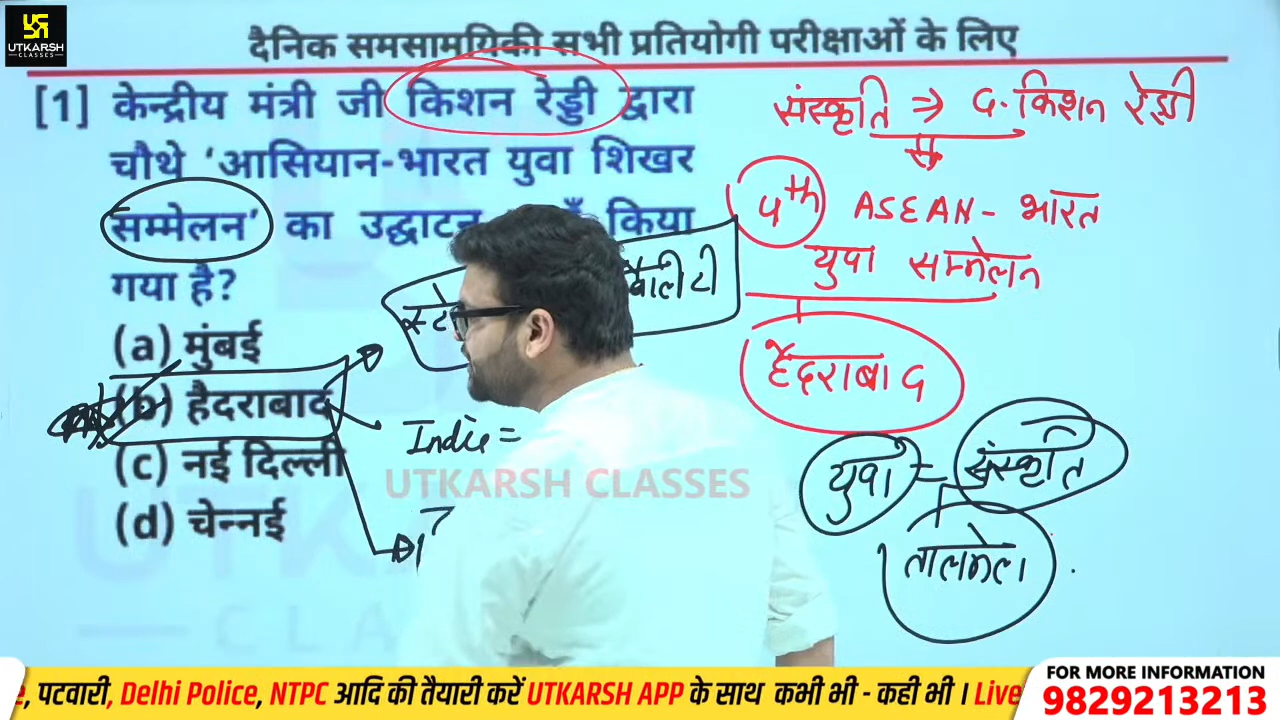 UTKARSH
CLASSES
दैनिक समसामयिकी सभी प्रतियोगी परीक्षाओं के लिए
[1] केन्द्रीय मंत्री जी किशन रेड्डी द्वारा
चौथे 'आसियान-भारत युवा शिखर
सम्मेलन' का उद्घाटन किया
गया है?
(a) मुंबई
(b) हैदराबाद
(c) नई दिल्ली
(d) चेन्नई
संस्कृति ⇒ G. किशन रेड्डी
4th ASEAN - भारत
युवा सम्मेलन
हैदराबाद
युवा = संस्कृति
तालमेल
UTKARSH CLASSES
पटवारी, Delhi Police, NTPC आदि की तैयारी करें UTKARSH APP के साथ कभी भी - कही भी । Live
FOR MORE INFORMATION
9829213213